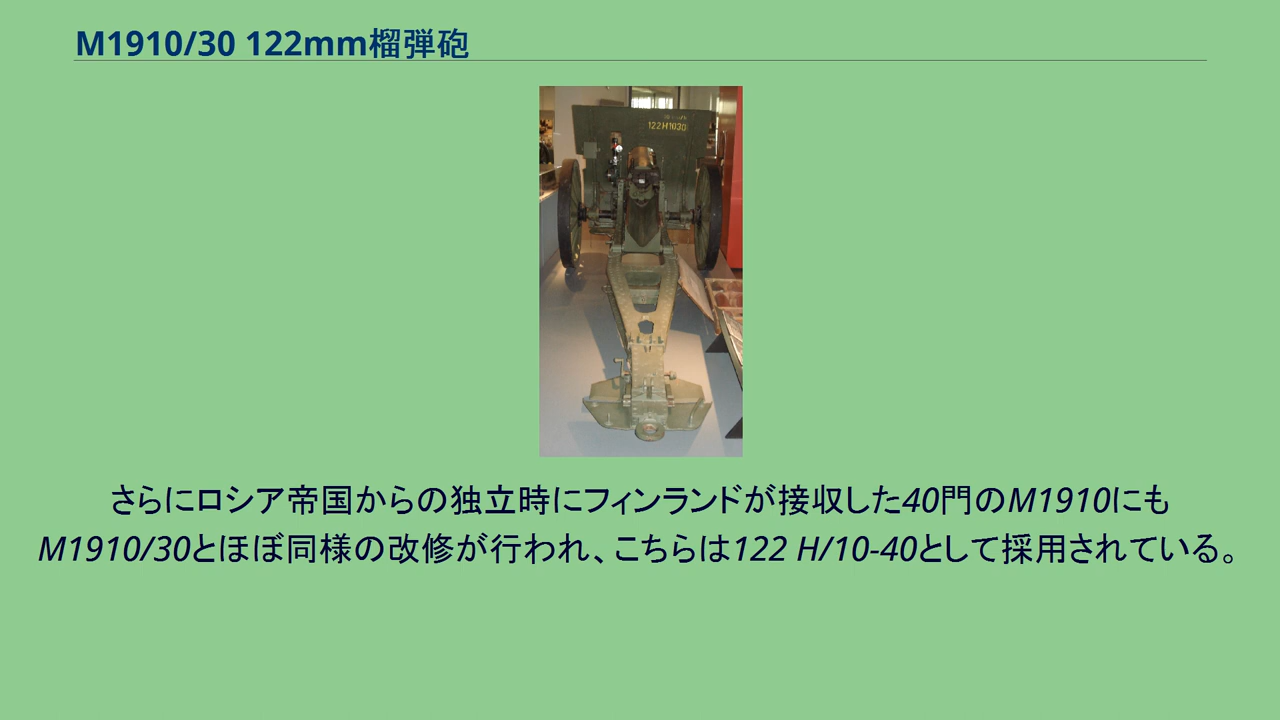 M1910/30 122mm榴弾砲
122H1030
さらにロシア帝国からの独立時にフィンランドが接収した40門のM1910にも
M1910/30とほぼ同様の改修が行われ、こちらは122 H/10-40として採用されている。